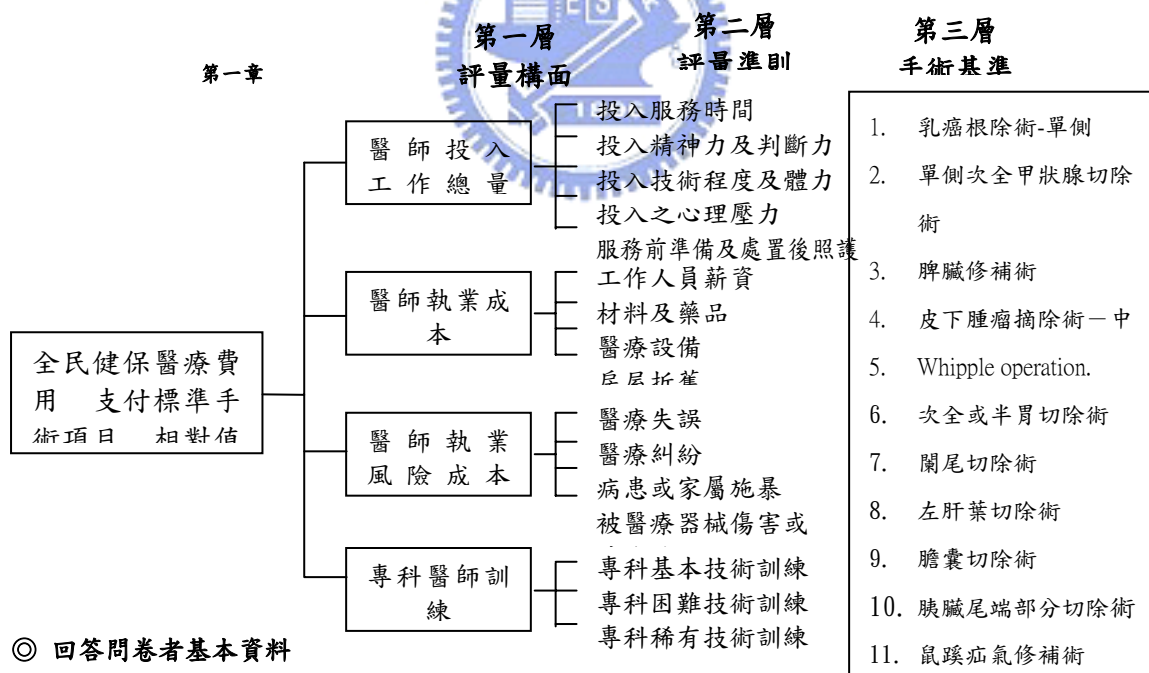 第一層
評量構面
第二層
評量準則
第三層
手術基準
第一章
全民健保醫療費
用 支付標準手
術項目 相對值
醫師投入
工作總量
投入服務時間
投入精神力及判斷力
投入技術程度及體力
投入之心理壓力
服務前準備及處置後照護
醫師執業成
本
工作人員薪資
材料及藥品
醫療設備
房屋折舊
醫師執業
風險成本
醫療失誤
醫療糾紛
病患或家屬施暴
被醫療器械傷害或
專科醫師訓
練
專科基本技術訓練
專科困難技術訓練
專科稀有技術訓練
1. 乳癌根除術-單側
2. 單側次全甲狀腺切除
術
3. 脾臟修補術
4. 皮下腫瘤摘除術－中
5. Whipple operation.
6. 次全或半胃切除術
7. 闌尾切除術
8. 左肝葉切除術
9. 膽囊切除術
10. 胰臟尾端部分切除術
11. 鼠蹊疝氣修補術
◎ 回答問卷者基本資料